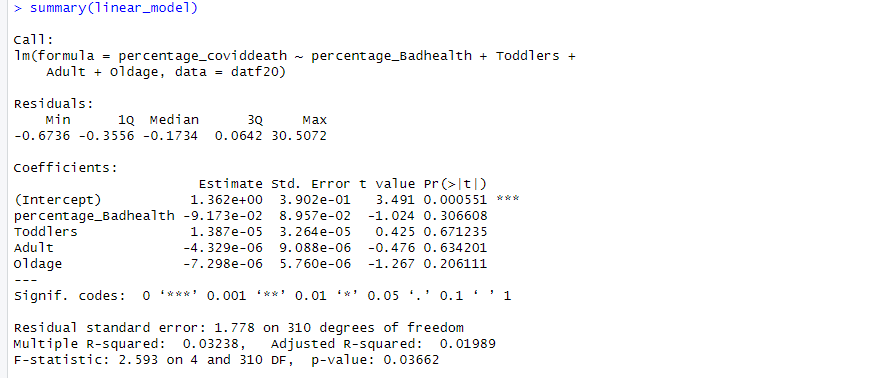 > summary(linear_model)
Call:
lm(formula = percentage_coviddeath ~ percentage_Badhealth + Toddlers +
    Adult + Oldage, data = datf20)
Residuals:
    Min      1Q  Median      3Q     Max
-0.6736 -0.3556 -0.1734  0.0642 30.5072
Coefficients:
                       Estimate Std. Error t value Pr(>|t|)
(Intercept)           1.362e+00  3.902e-01   3.491 0.000551 ***
percentage_Badhealth -9.173e-02  8.957e-02  -1.024 0.306608
Toddlers              1.387e-05  3.264e-05   0.425 0.671235
Adult                -4.329e-06  9.088e-06  -0.476 0.634201
Oldage               -7.298e-06  5.760e-06  -1.267 0.206111
---
Signif. codes:  0 ‘***’ 0.001 ‘**’ 0.01 ‘*’ 0.05 ‘.’ 0.1 ‘ ’ 1
Residual standard error: 1.778 on 310 degrees of freedom
Multiple R-squared:  0.03238,   Adjusted R-squared:  0.01989
F-statistic: 2.593 on 4 and 310 DF,  p-value: 0.03662